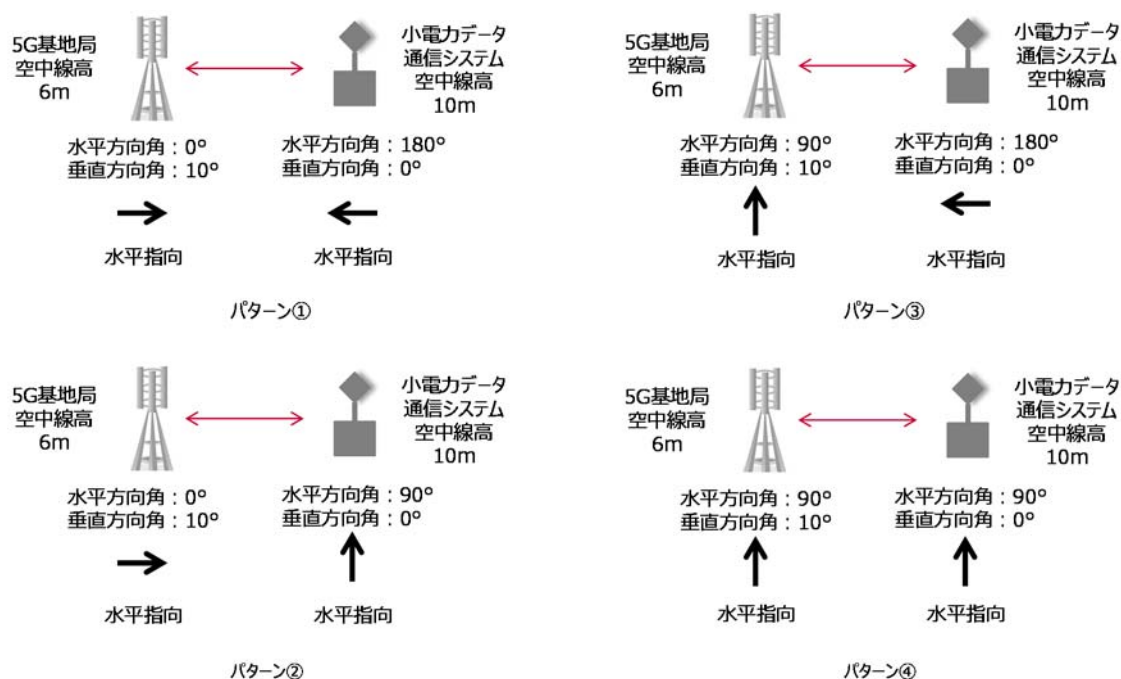 5G基地局
空中線高
6m
小電力データ
通信システム
空中線高
10m
水平方向角：0°
垂直方向角：10°
水平方向角：180°
垂直方向角：0°
水平指向
水平指向
パターン①
5G基地局
空中線高
6m
小電力データ
通信システム
空中線高
10m
水平方向角：90°
垂直方向角：10°
水平方向角：180°
垂直方向角：0°
水平指向
水平指向
パターン③
5G基地局
空中線高
6m
小電力データ
通信システム
空中線高
10m
水平方向角：0°
垂直方向角：10°
水平方向角：90°
垂直方向角：0°
水平指向
水平指向
パターン②
5G基地局
空中線高
6m
小電力データ
通信システム
空中線高
10m
水平方向角：90°
垂直方向角：10°
水平方向角：90°
垂直方向角：0°
水平指向
水平指向
パターン④